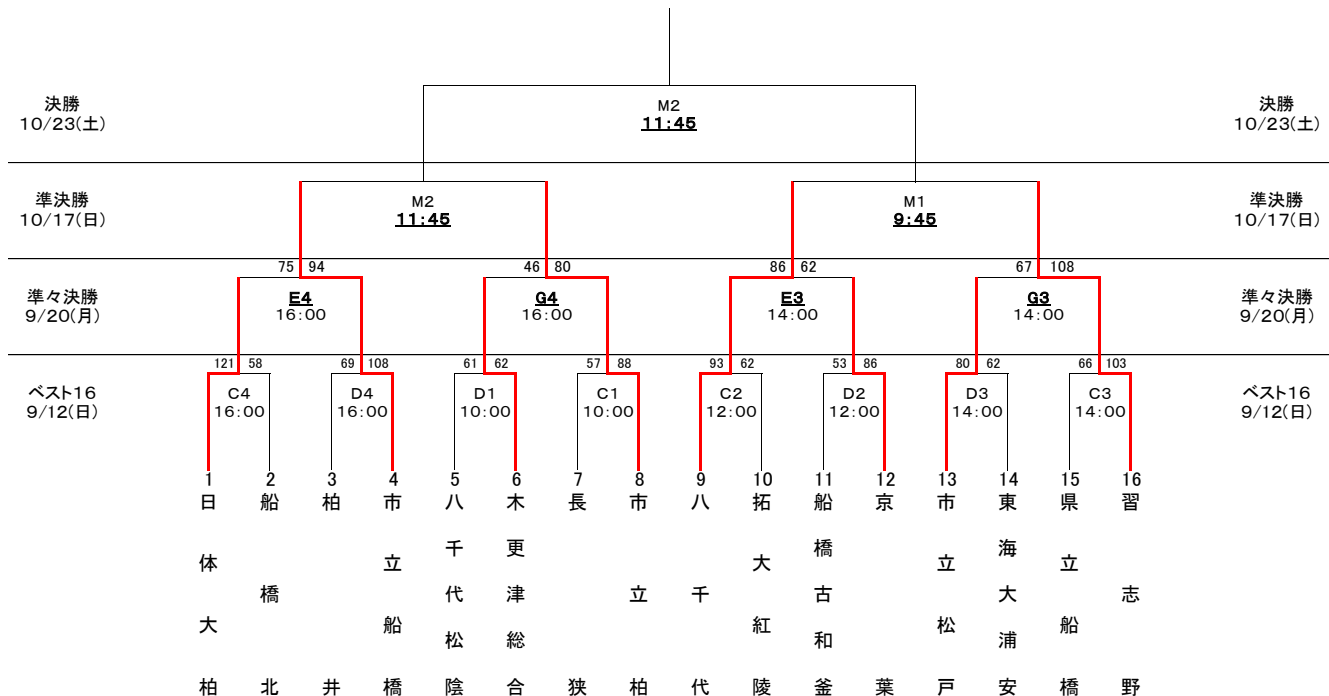 M2
11:45
決勝
10/23(土)
決勝
10/23(土)
準決勝
10/17(日)
M2
11:45
M1
9:45
準決勝
10/17(日)
75 94
46 80
86 62
67 108
準々決勝
9/20(月)
E4
16:00
G4
16:00
E3
14:00
G3
14:00
準々決勝
9/20(月)
121 58
69 108
61 62
57 88
93 62
53 86
80 62
66 103
ベスト16
9/12(日)
C4
16:00
D4
16:00
D1
10:00
C1
10:00
C2
12:00
D2
12:00
D3
14:00
C3
14:00
ベスト16
9/12(日)
1
日体大柏
2
船橋北
3
柏井
4
市立船橋
5
八千代松陰
6
木更津総合
7
長狭
8
市立柏
9
八千代
10
拓大紅陵
11
船橋古和釜
12
京葉
13
市立松戸
14
東海大浦安
15
県立船橋
16
習志野